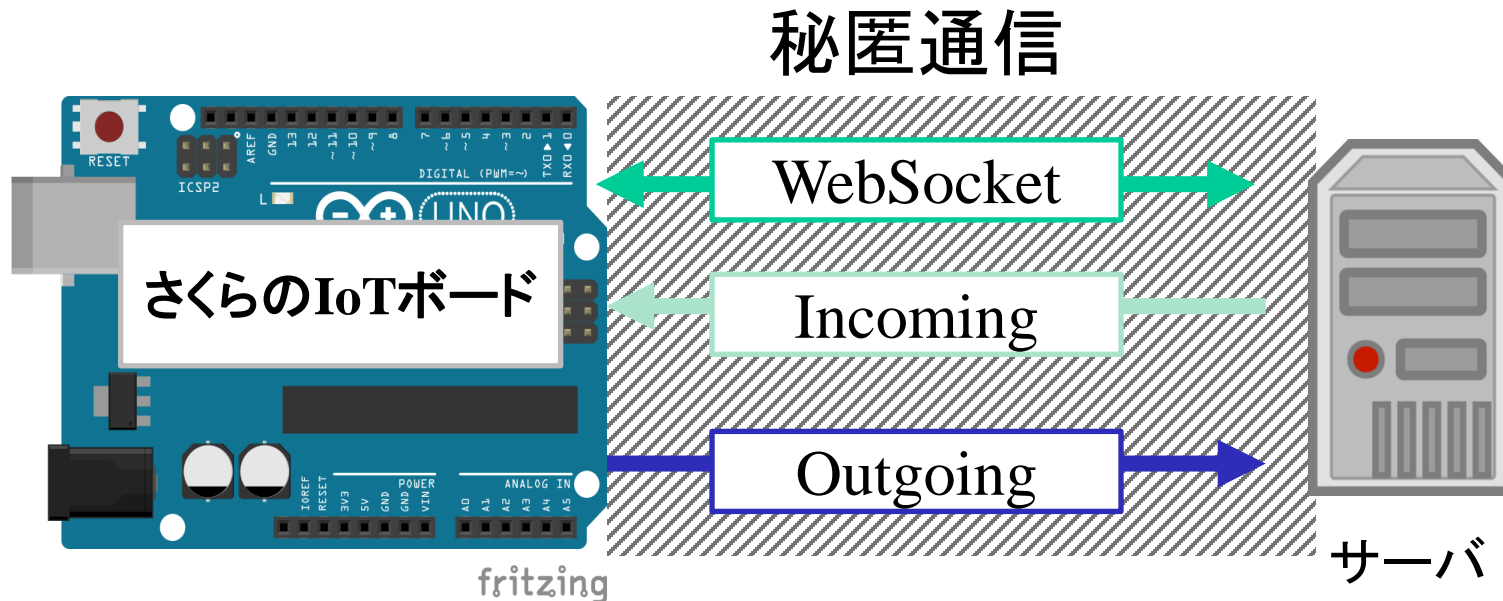 秘匿通信
RESET
ICSP2
AREF
GND
13
12
~11
~10
~9
8
7
~6
~5
4
~3
2
TX0▶1
RX0◀0
DIGITAL (PWM=~)
L
UNO
さくらのIoTボード
WebSocket
Incoming
Outgoing
POWER
ANALOG IN
IOREF
RESET
3V3
5V
GND
GND
VIN
A0
A1
A2
A3
A4
A5
サーバ
fritzing